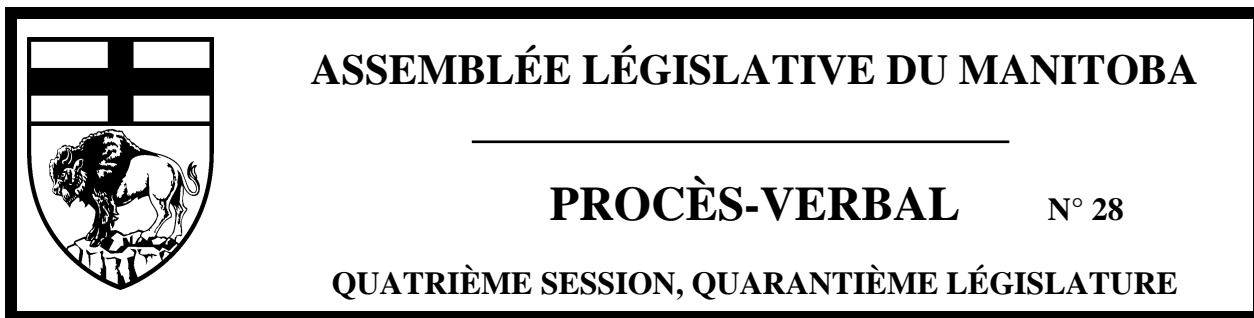 ASSEMBLÉE LÉGISLATIVE DU MANITOBA
PROCÈS-VERBAL N° 28
QUATRIÈME SESSION, QUARANTIÈME LÉGISLATURE